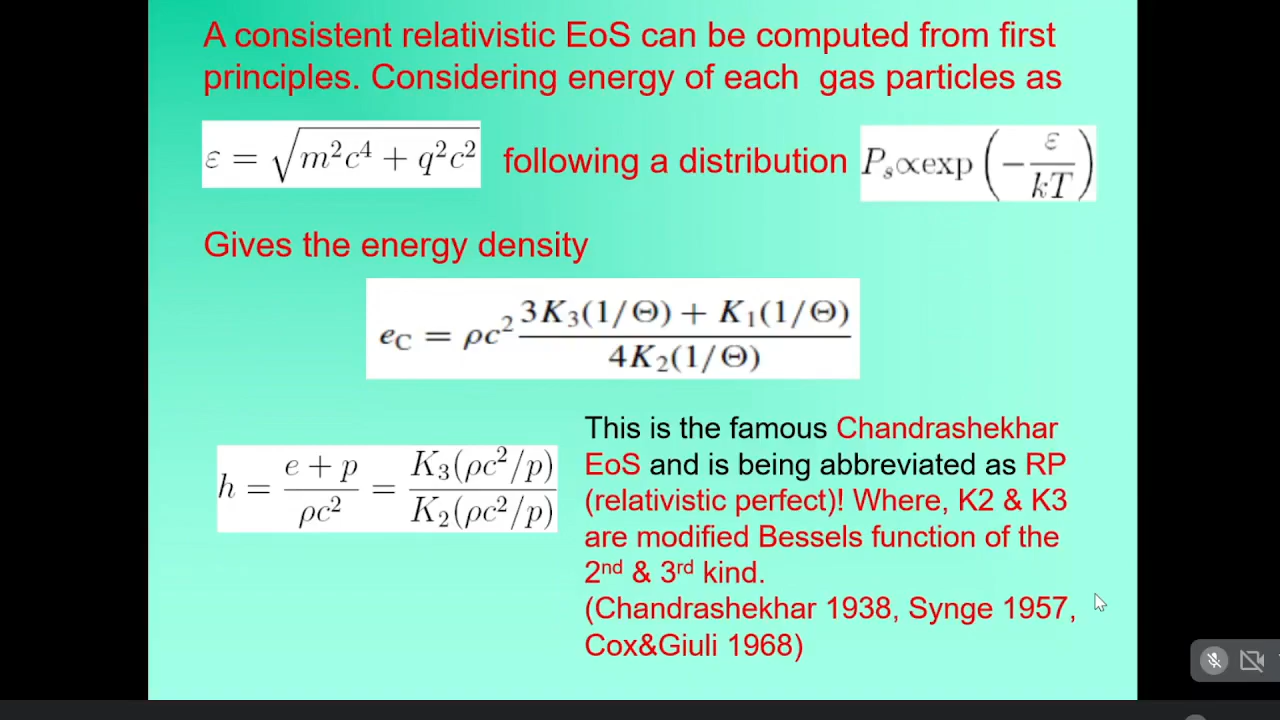 A consistent relativistic EoS can be computed from first
principles. Considering energy of each gas particles as
ε = √(m²c⁴ + q²c²) following a distribution Pₛ∝exp(−ε/kT)
Gives the energy density
e_C = ρc² (3K₃(1/Θ) + K₁(1/Θ)) / (4K₂(1/Θ))
h = (e + p)/(ρc²) = K₃(ρc²/p)/K₂(ρc²/p)
This is the famous Chandrashekhar
EoS and is being abbreviated as RP
(relativistic perfect)! Where, K2 & K3
are modified Bessels function of the
2nd & 3rd kind.
(Chandrashekhar 1938, Synge 1957,
Cox&Giuli 1968)